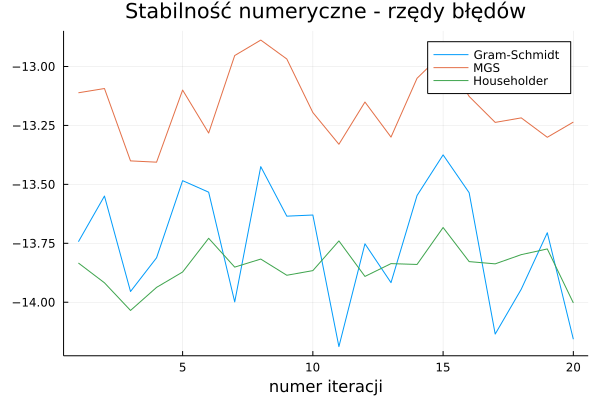 Stabilność numeryczne - rzędy błędów
Gram-Schmidt
MGS
Householder
−13.00
−13.25
−13.50
−13.75
−14.00
5
10
15
20
numer iteracji